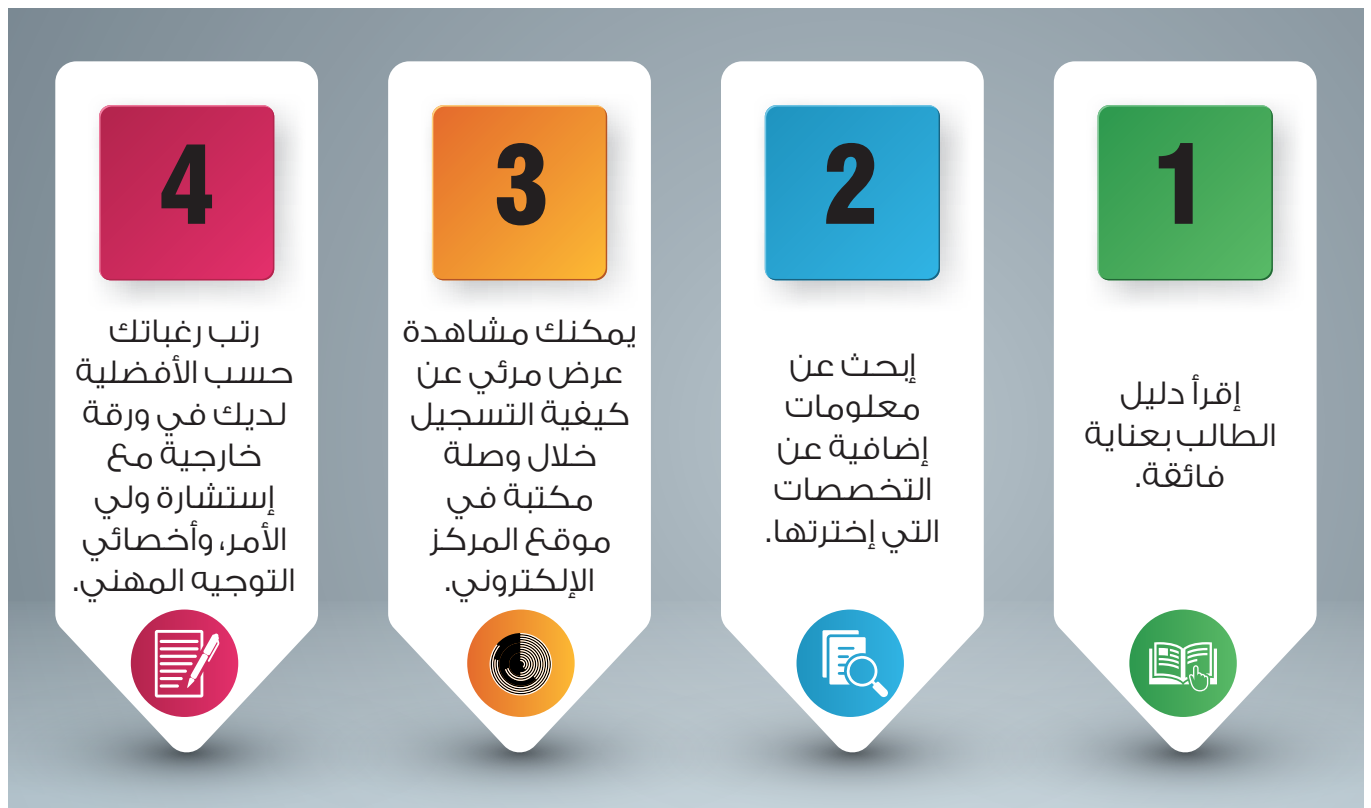 1
إقرأ دليل
الطالب بعناية
فائقة.
2
إبحث عن
معلومات
إضافية عن
التخصصات
التي إخترتها.
3
يمكنك مشاهدة
عرض مرئي عن
كيفية التسجيل
خلال وصلة
مكتبة في
موقع المركز
الإلكتروني.
4
رتب رغباتك
حسب الأفضلية
لديك في ورقة
خارجية مع
إستشارة ولي
الأمر، وأخصائي
التوجيه المهني.